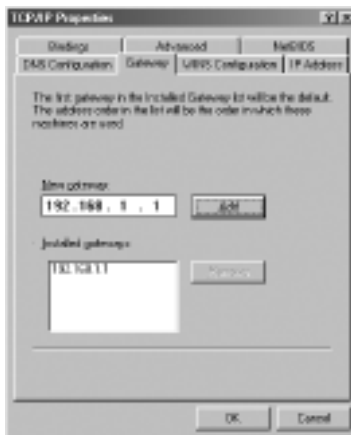 TCP/IP Properties
? X
Bindings Advanced NetBIOS
DNS Configuration Gateway WINS Configuration IP Address
The first gateway in the Installed Gateway list will be the default.
The address order in the list will be the order in which these
machines are used.
New gateway:
192.168. 1 . 1 Add
Installed gateways:
192.168.1.1 Remove
OK Cancel